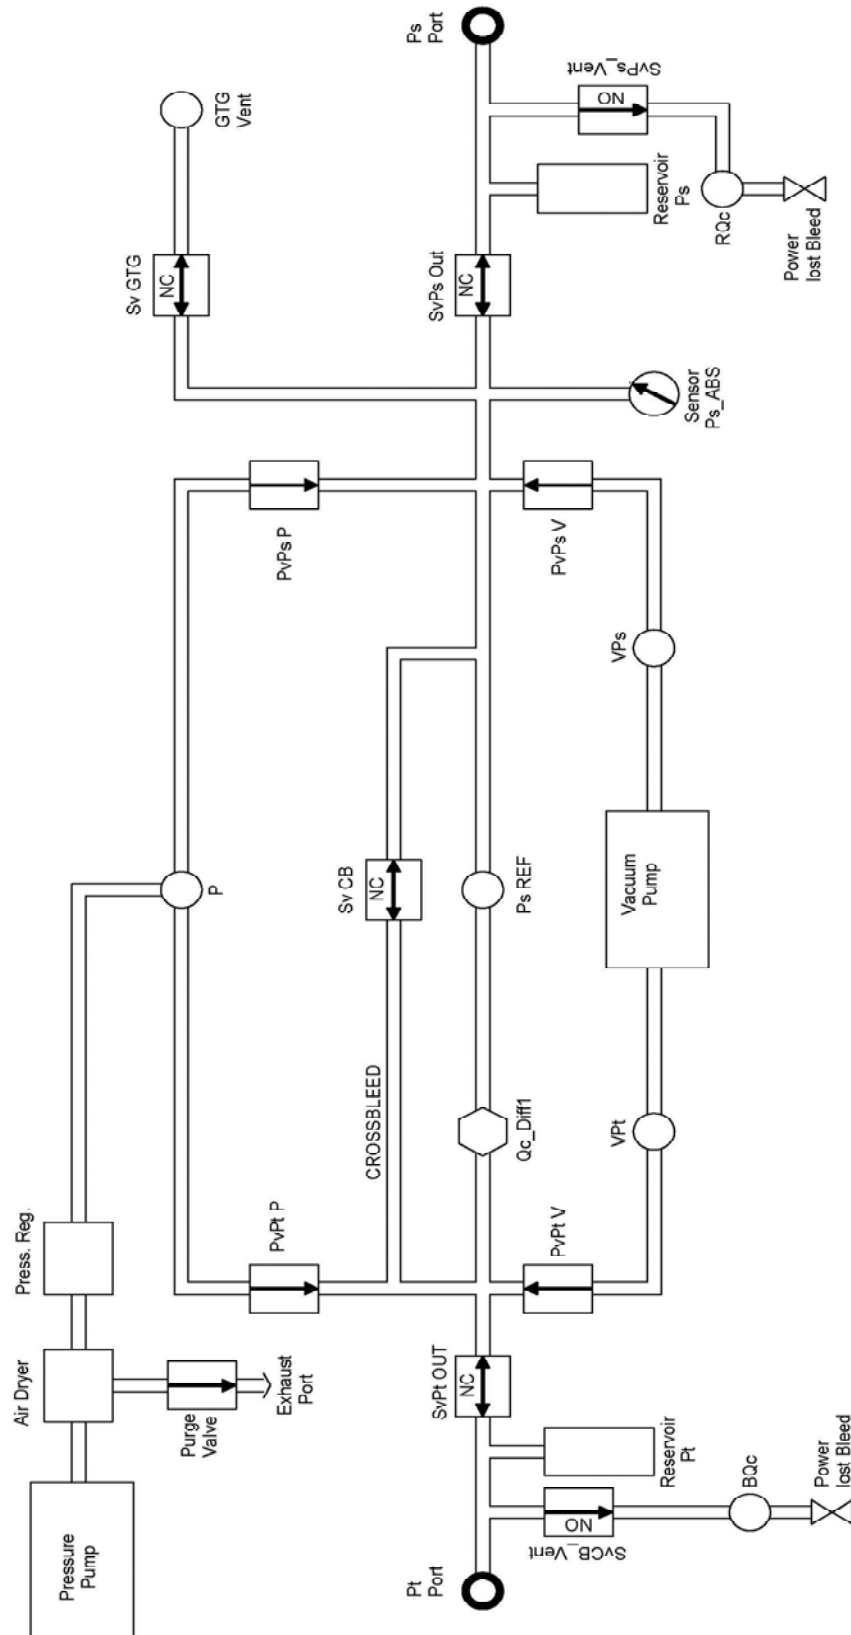 Pressure
Pump
Air Dryer
Press. Reg.
Purge
Valve
Exhaust
Port
P
Sv GTG
NC
GTG
Vent
PvPt P
PvPs P
CROSSBLEED
Sv CB
NC
Pt
Port
SvPt OUT
NC
Qc_Diff1
Ps REF
SvPs Out
NC
Ps
Port
SvCB_Vent
NO
Reservoir
Pt
PvPt V
PvPs V
Sensor
Ps_ABS
Reservoir
Ps
SvPs_Vent
NO
VPt
Vacuum
Pump
VPs
BQc
Power
lost Bleed
RQc
Power
lost Bleed